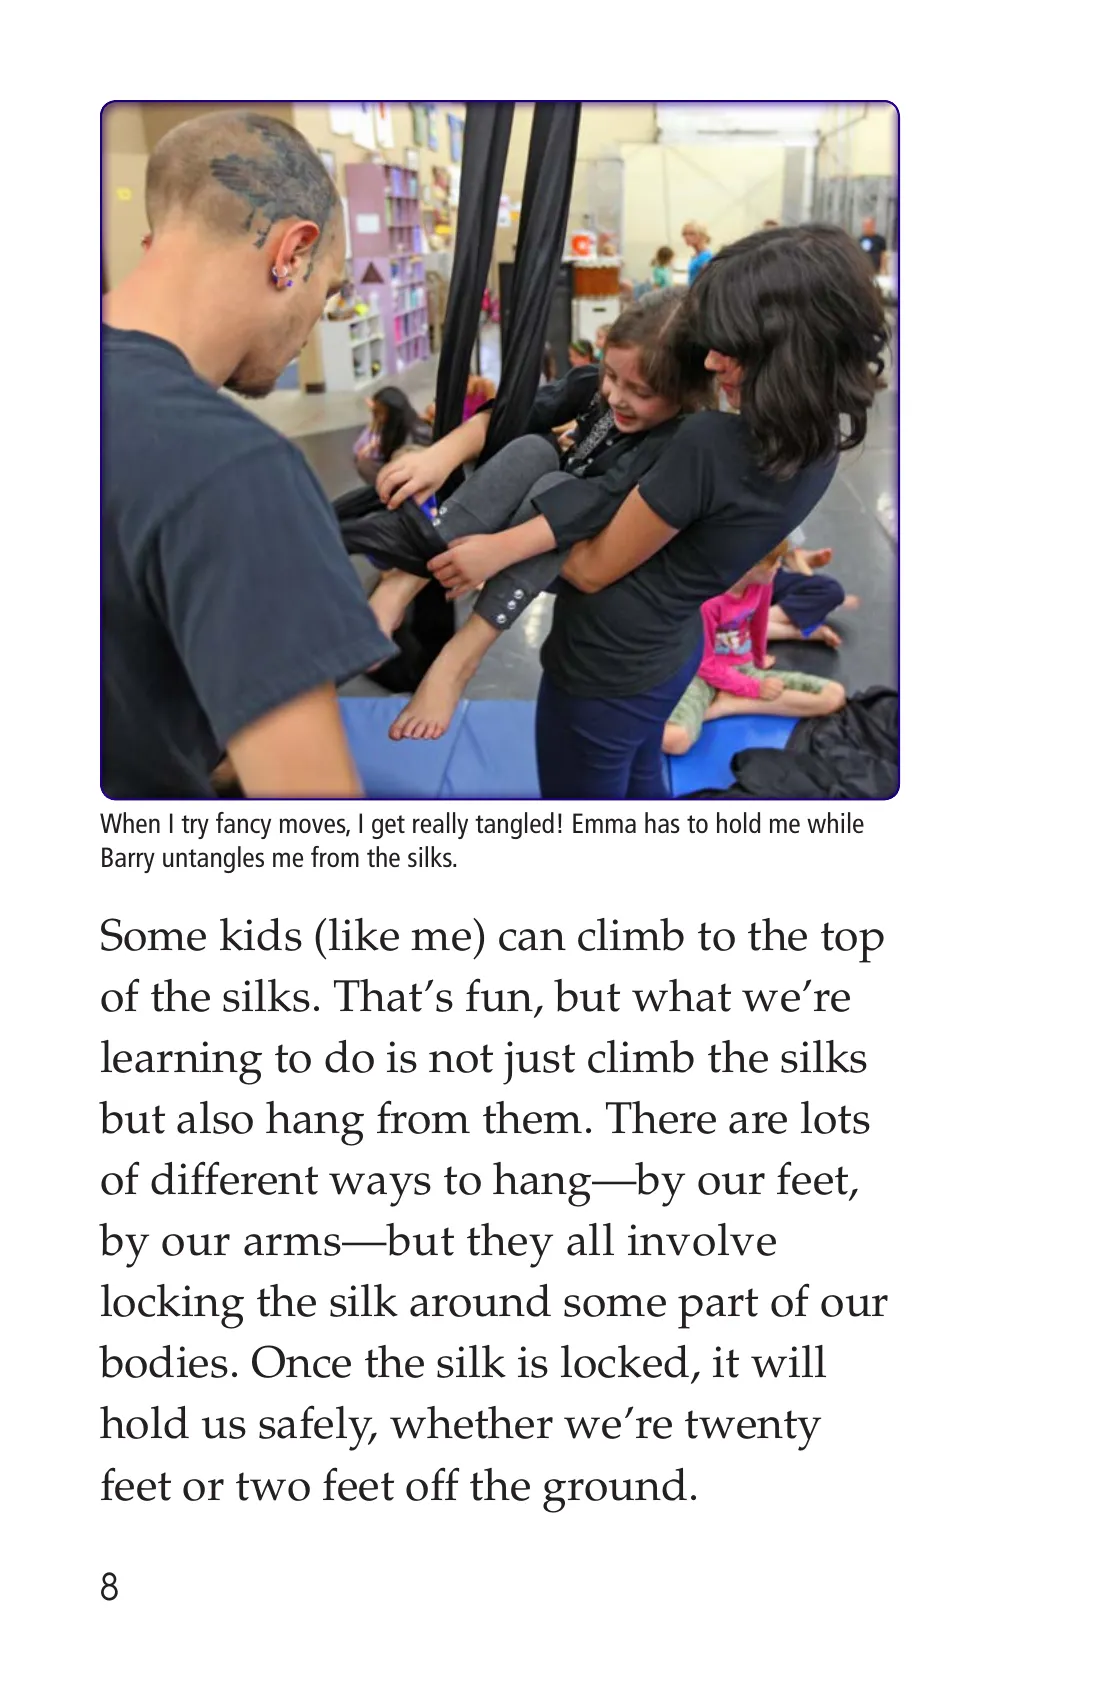 When I try fancy moves, I get really tangled! Emma has to hold me while
Barry untangles me from the silks.
Some kids (like me) can climb to the top
of the silks. That’s fun, but what we’re
learning to do is not just climb the silks
but also hang from them. There are lots
of different ways to hang—by our feet,
by our arms—but they all involve
locking the silk around some part of our
bodies. Once the silk is locked, it will
hold us safely, whether we’re twenty
feet or two feet off the ground.
8